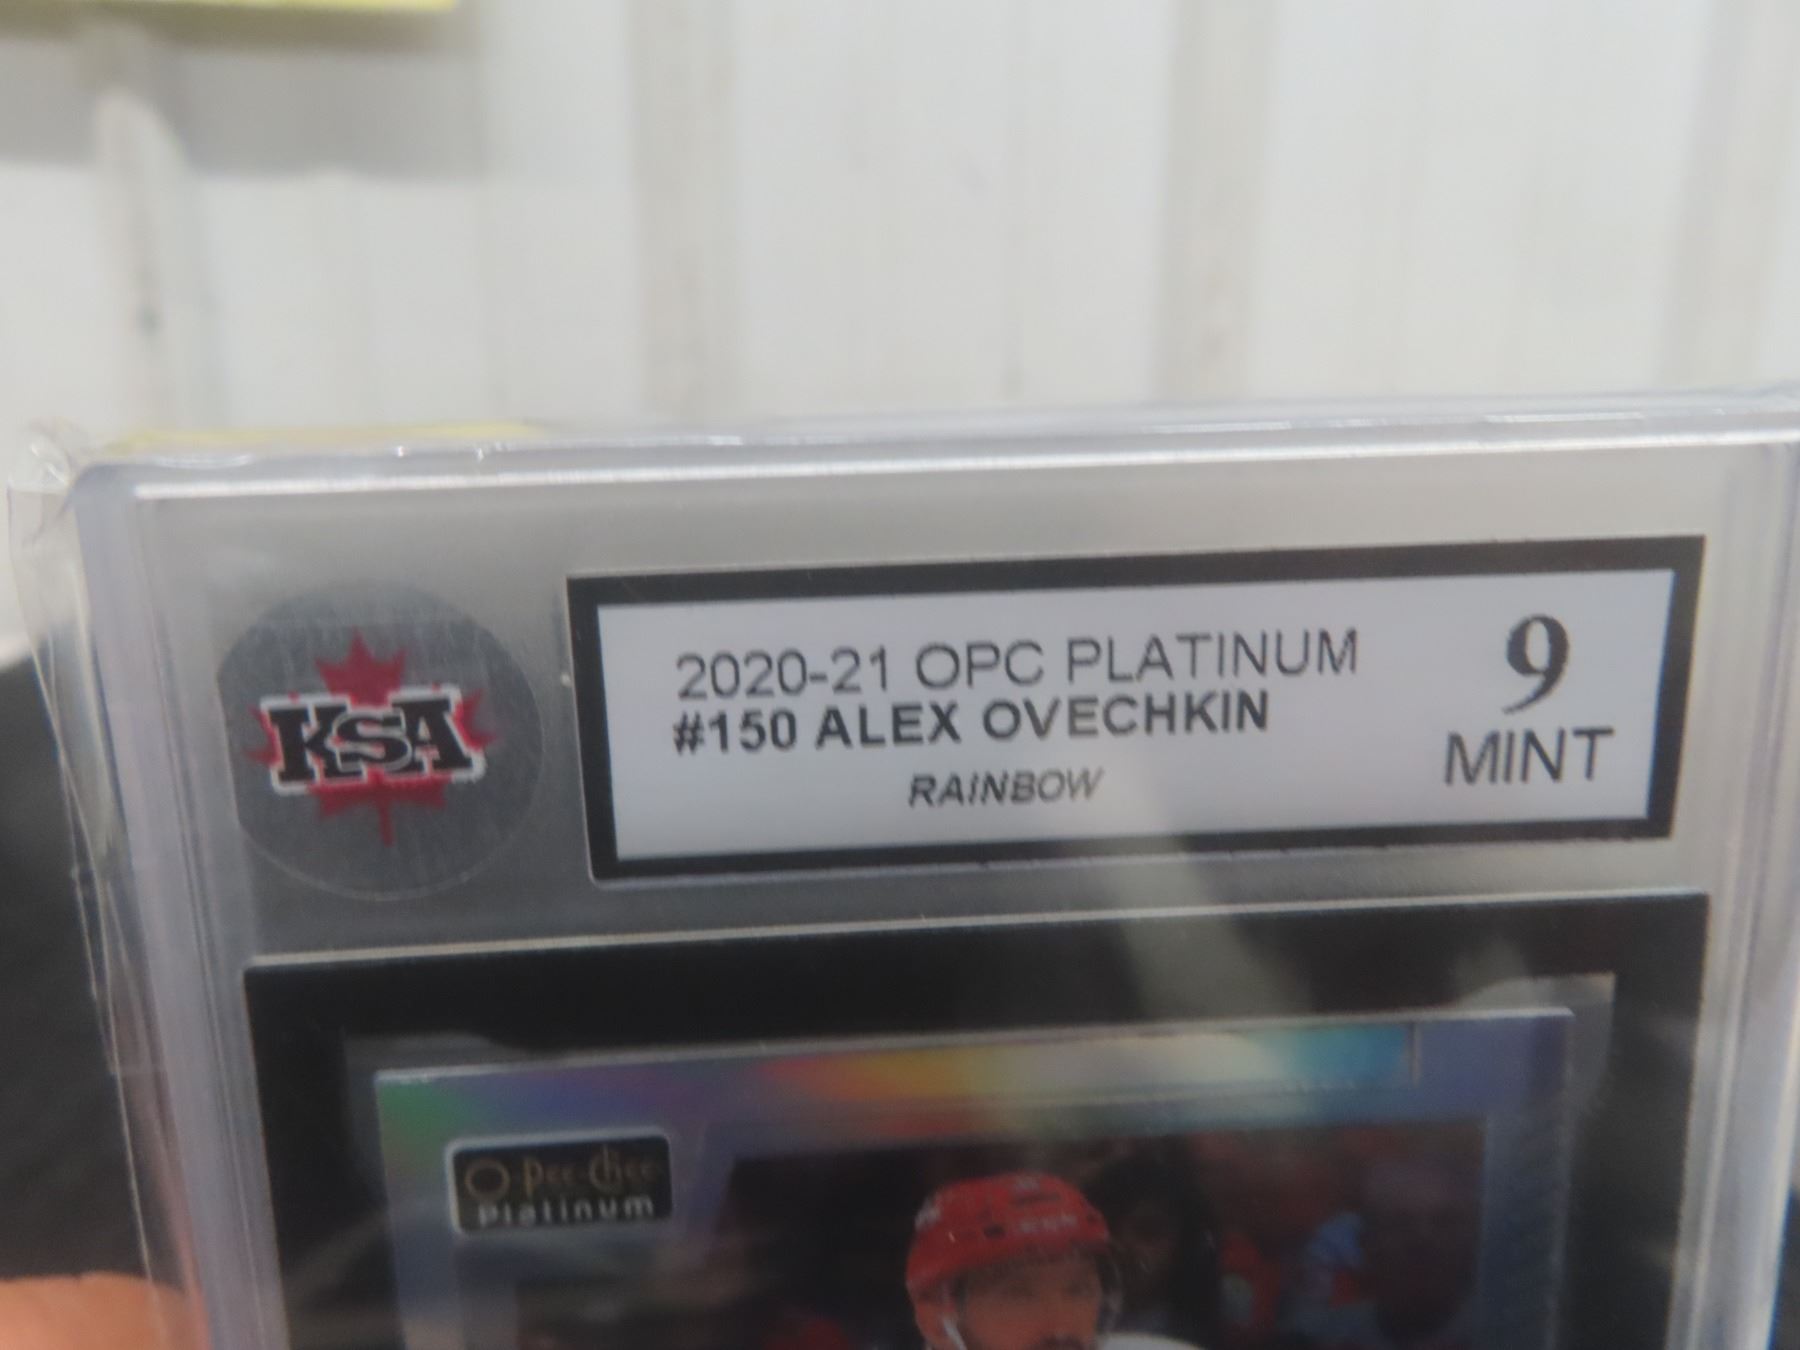 KSA
2020-21 OPC PLATINUM
#150 ALEX OVECHKIN
RAINBOW
9
MINT
O Pee-Chee
Platinum